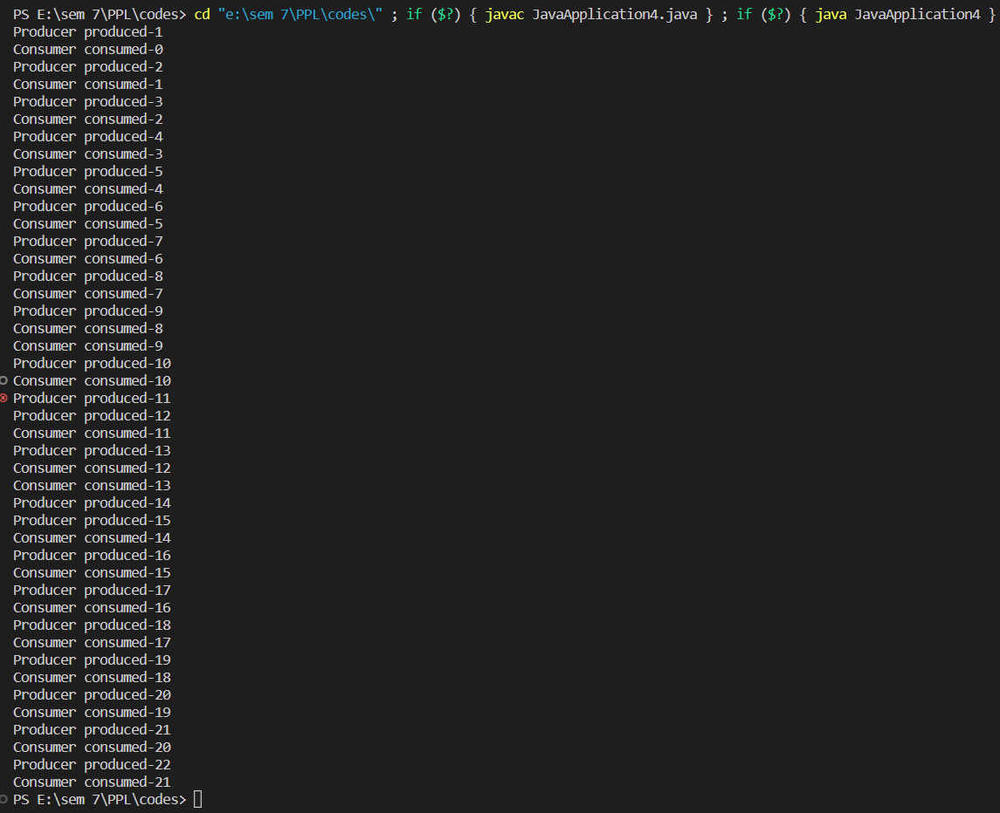 PS E:\sem 7\PPL\codes> cd "e:\sem 7\PPL\codes\" ; if ($?) { javac JavaApplication4.java } ; if ($?) { java JavaApplication4 }
Producer produced-1
Consumer consumed-0
Producer produced-2
Consumer consumed-1
Producer produced-3
Consumer consumed-2
Producer produced-4
Consumer consumed-3
Producer produced-5
Consumer consumed-4
Producer produced-6
Consumer consumed-5
Producer produced-7
Consumer consumed-6
Producer produced-8
Consumer consumed-7
Producer produced-9
Consumer consumed-8
Consumer consumed-9
Producer produced-10
Consumer consumed-10
Producer produced-11
Producer produced-12
Consumer consumed-11
Producer produced-13
Consumer consumed-12
Consumer consumed-13
Producer produced-14
Producer produced-15
Consumer consumed-14
Producer produced-16
Consumer consumed-15
Producer produced-17
Consumer consumed-16
Producer produced-18
Consumer consumed-17
Producer produced-19
Consumer consumed-18
Producer produced-20
Consumer consumed-19
Producer produced-21
Consumer consumed-20
Producer produced-22
Consumer consumed-21
PS E:\sem 7\PPL\codes>